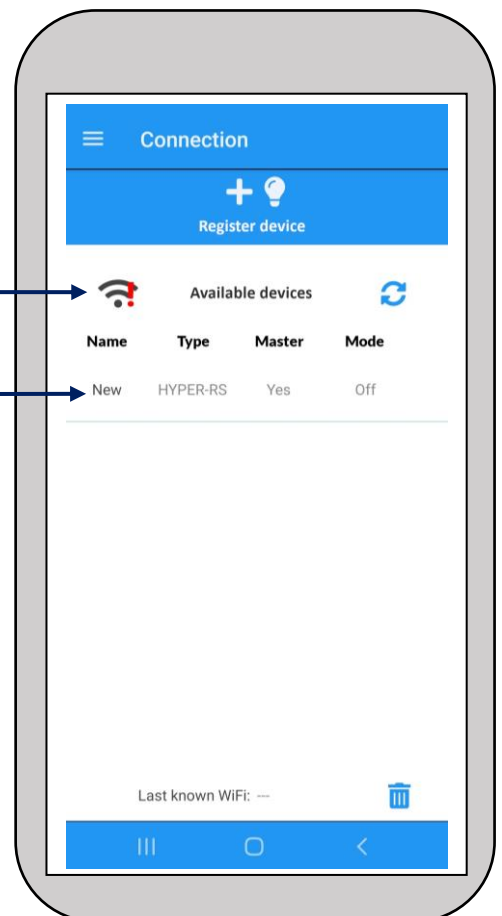 Connection
Register device
Available devices
Name Type Master Mode
New HYPER-RS Yes Off
Last known WiFi: ---